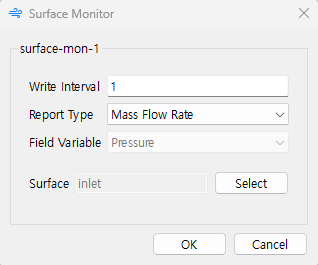 Surface Monitor
surface-mon-1
Write Interval 1
Report Type Mass Flow Rate
Field Variable Pressure
Surface inlet Select
OK Cancel